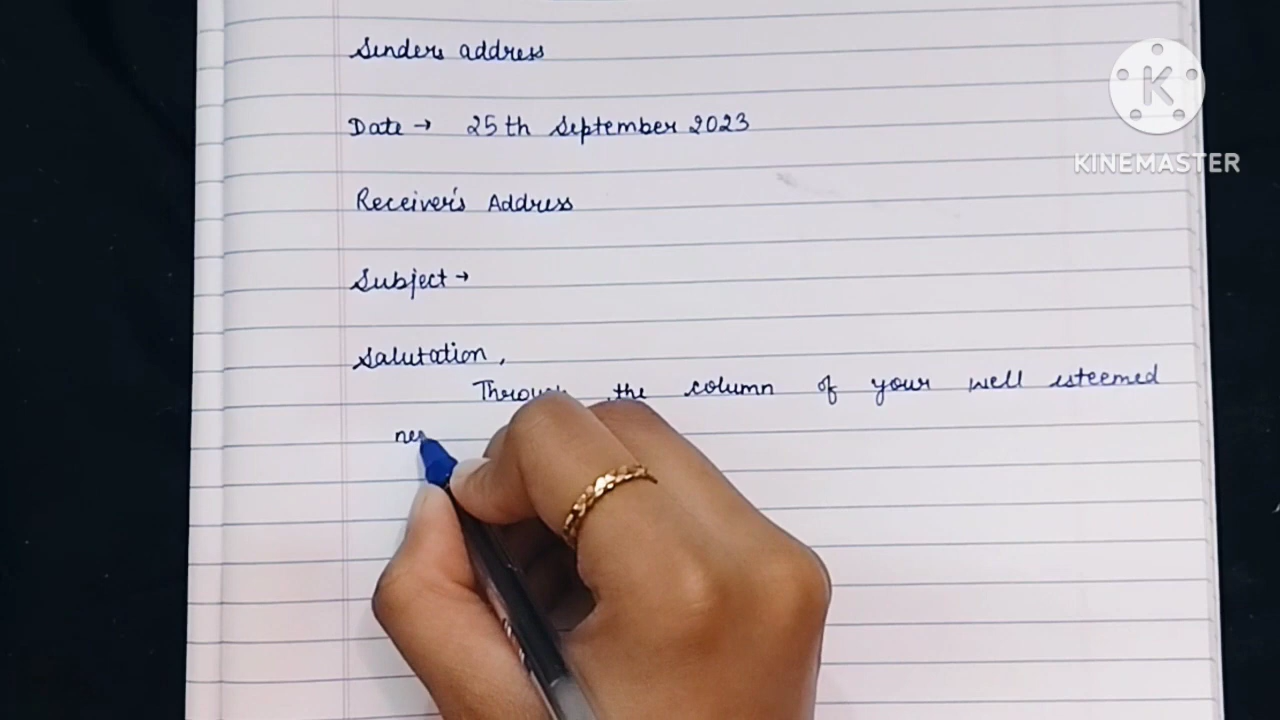 Senders address
Date → 25th September 2023
Receiver's Address
Subject →
Salutation,
the column of your well esteemed
K
KINEMASTER